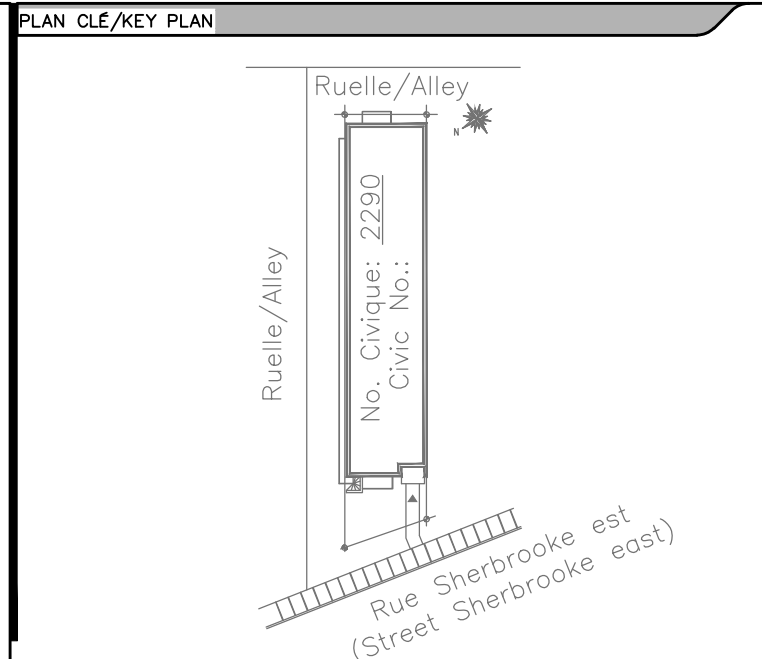 PLAN CLÉ/KEY PLAN
Ruelle/Alley
N
Ruelle/Alley
No. Civique: 2290
Civic No.:
Rue Sherbrooke est
(Street Sherbrooke east)